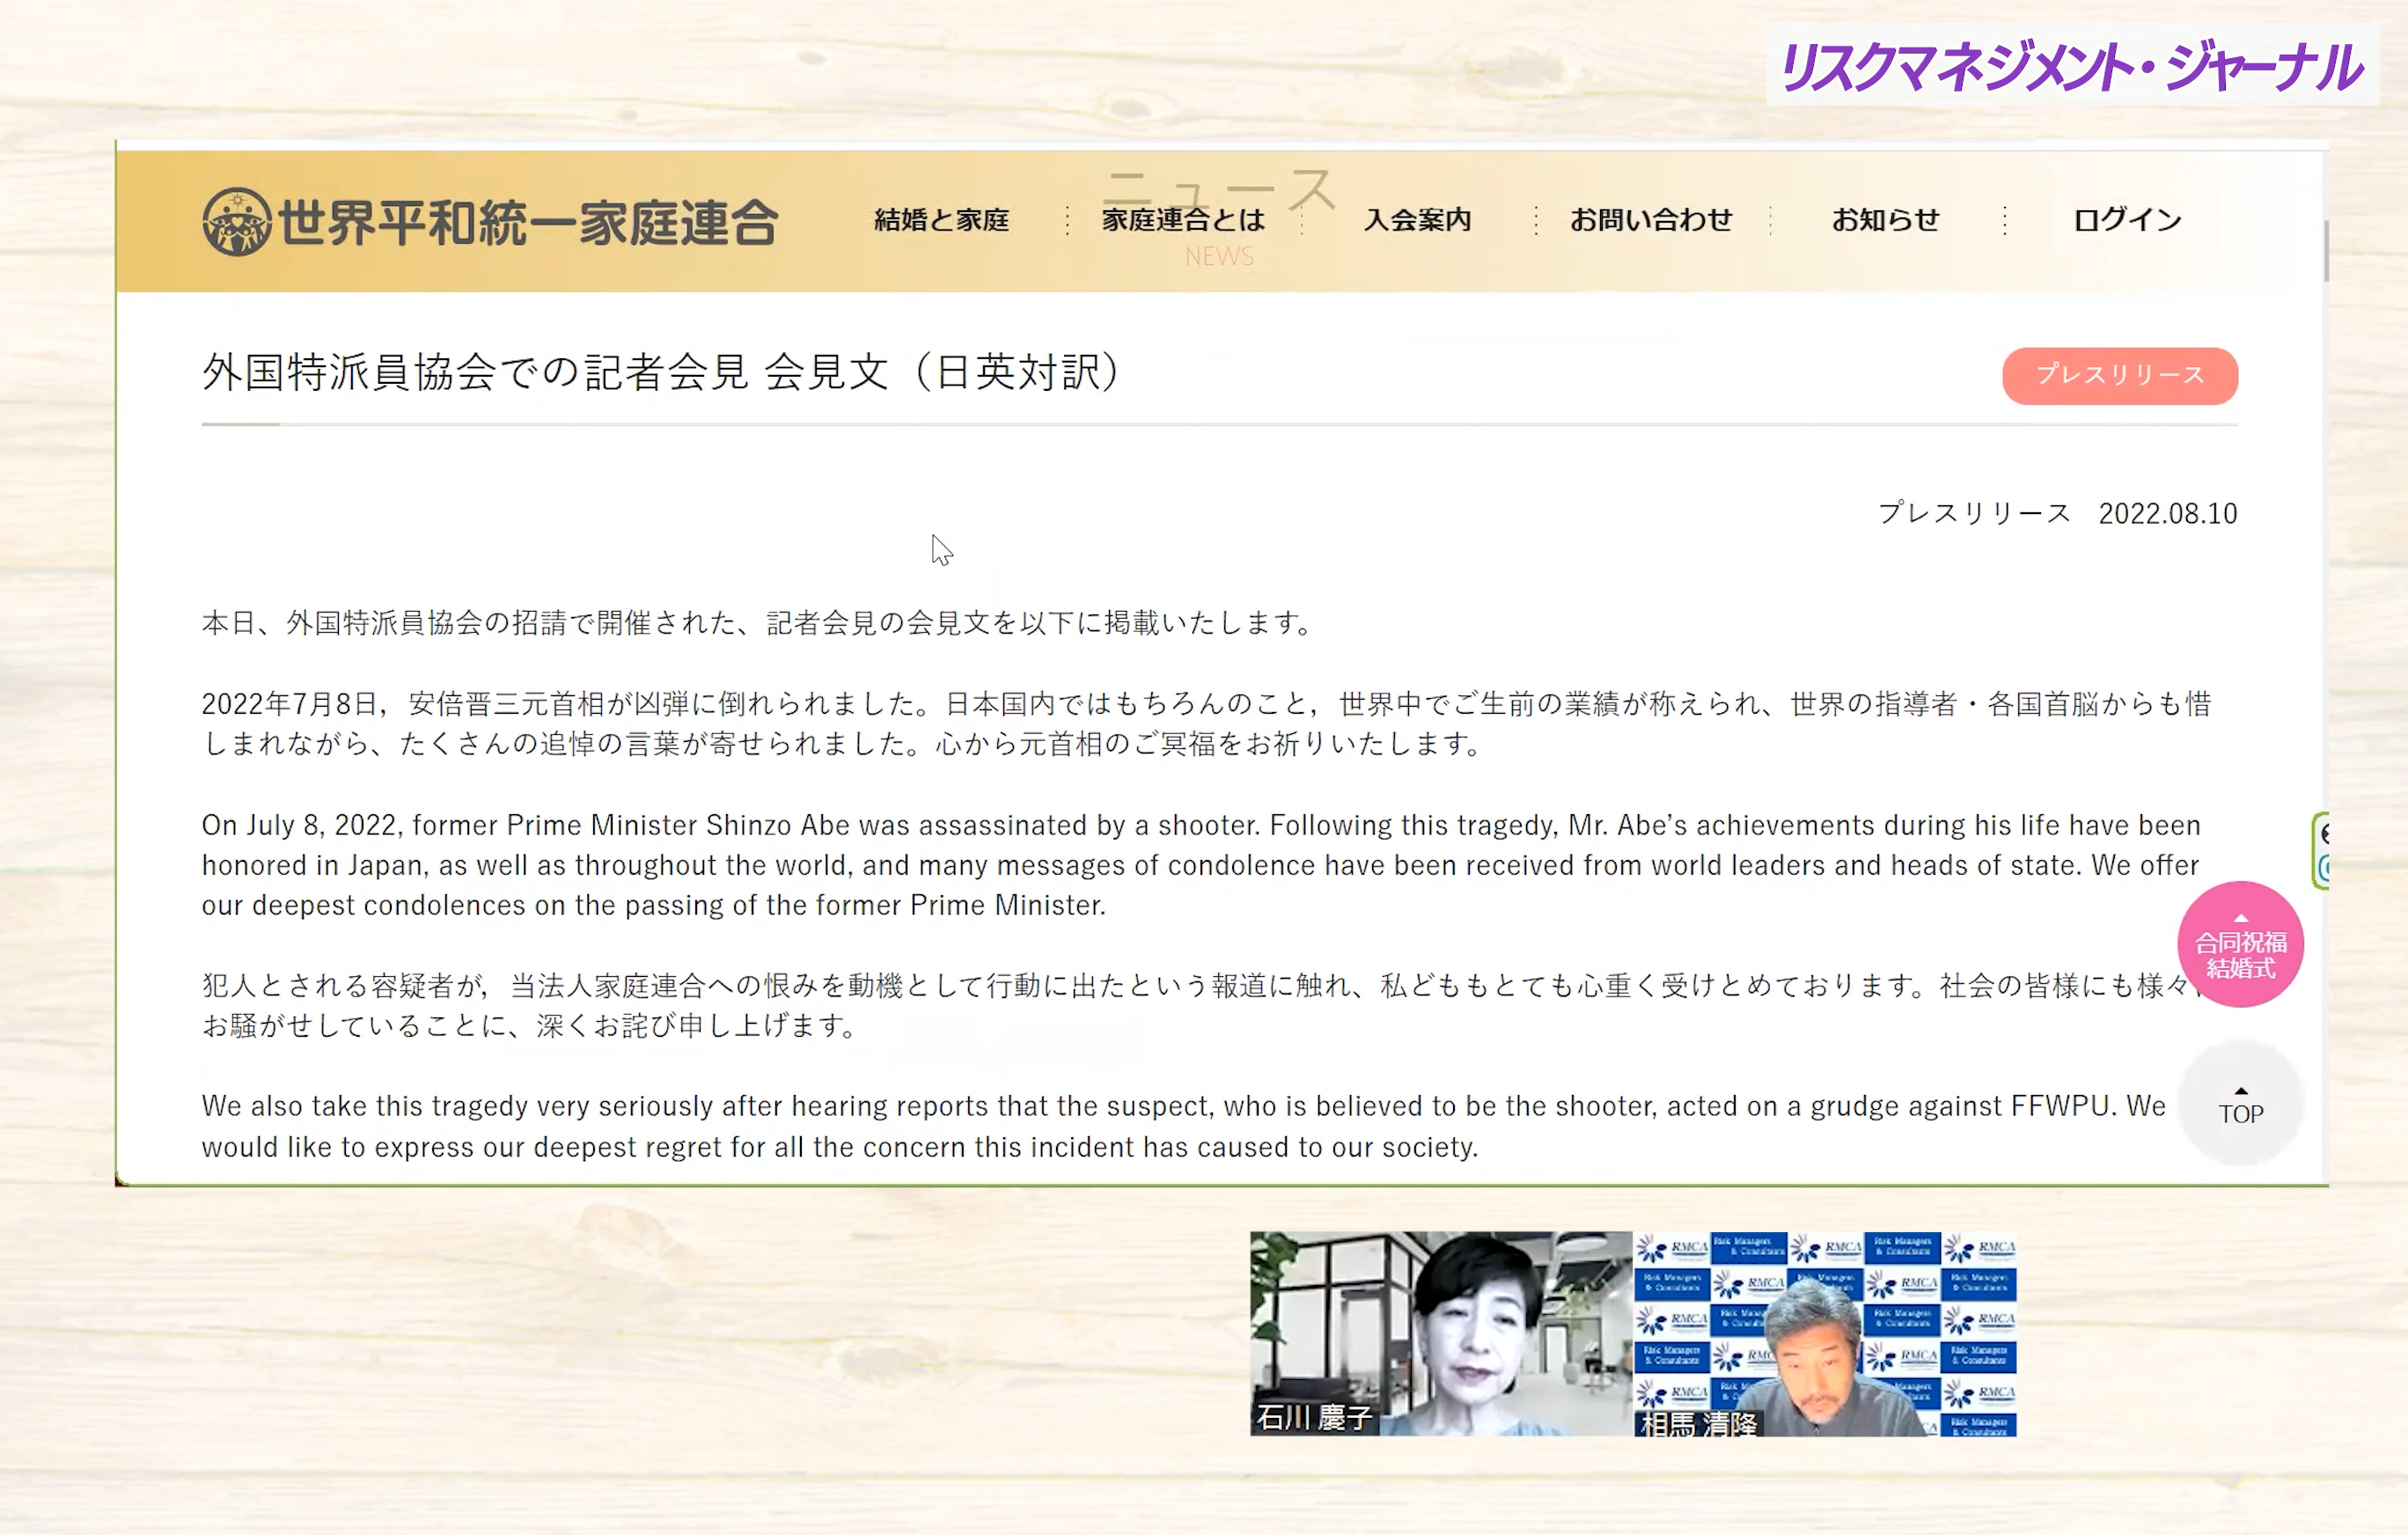 リスクマネジメント・ジャーナル
ニュース
世界平和統一家庭連合
結婚と家庭
家庭連合とは
入会案内
お問い合わせ
お知らせ
ログイン
NEWS
外国特派員協会での記者会見 会見文（日英対訳）
プレスリリース
プレスリリース 2022.08.10
本日、外国特派員協会の招請で開催された、記者会見の会見文を以下に掲載いたします。
2022年7月8日，安倍晋三元首相が凶弾に倒れられました。日本国内ではもちろんのこと，世界中でご生前の業績が称えられ、世界の指導者・各国首脳からも惜
しまれながら、たくさんの追悼の言葉が寄せられました。心から元首相のご冥福をお祈りいたします。
On July 8, 2022, former Prime Minister Shinzo Abe was assassinated by a shooter. Following this tragedy, Mr. Abe’s achievements during his life have been
honored in Japan, as well as throughout the world, and many messages of condolence have been received from world leaders and heads of state. We offer
our deepest condolences on the passing of the former Prime Minister.
合同祝福
結婚式
犯人とされる容疑者が，当法人家庭連合への恨みを動機として行動に出たという報道に触れ、私どももとても心重く受けとめております。社会の皆様にも様々
お騒がせしていることに、深くお詫び申し上げます。
We also take this tragedy very seriously after hearing reports that the suspect, who is believed to be the shooter, acted on a grudge against FFWPU. We
would like to express our deepest regret for all the concern this incident has caused to our society.
TOP
石川 慶子
相馬 清隆
RMCA
Risk Managers
& Consultants